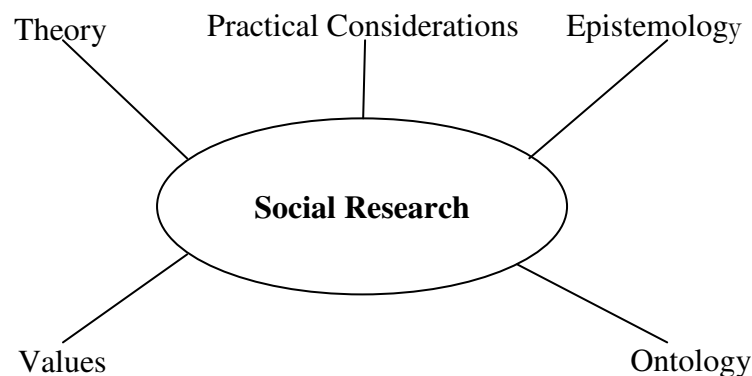 Theory
Practical Considerations
Epistemology
Social Research
Values
Ontology